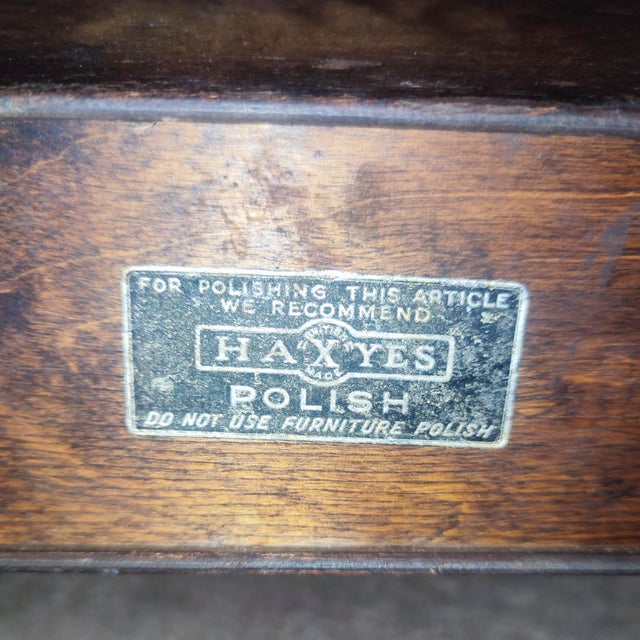 FOR POLISHING THIS ARTICLE
WE RECOMMEND
HAXYES
POLISH
DO NOT USE FURNITURE POLISH